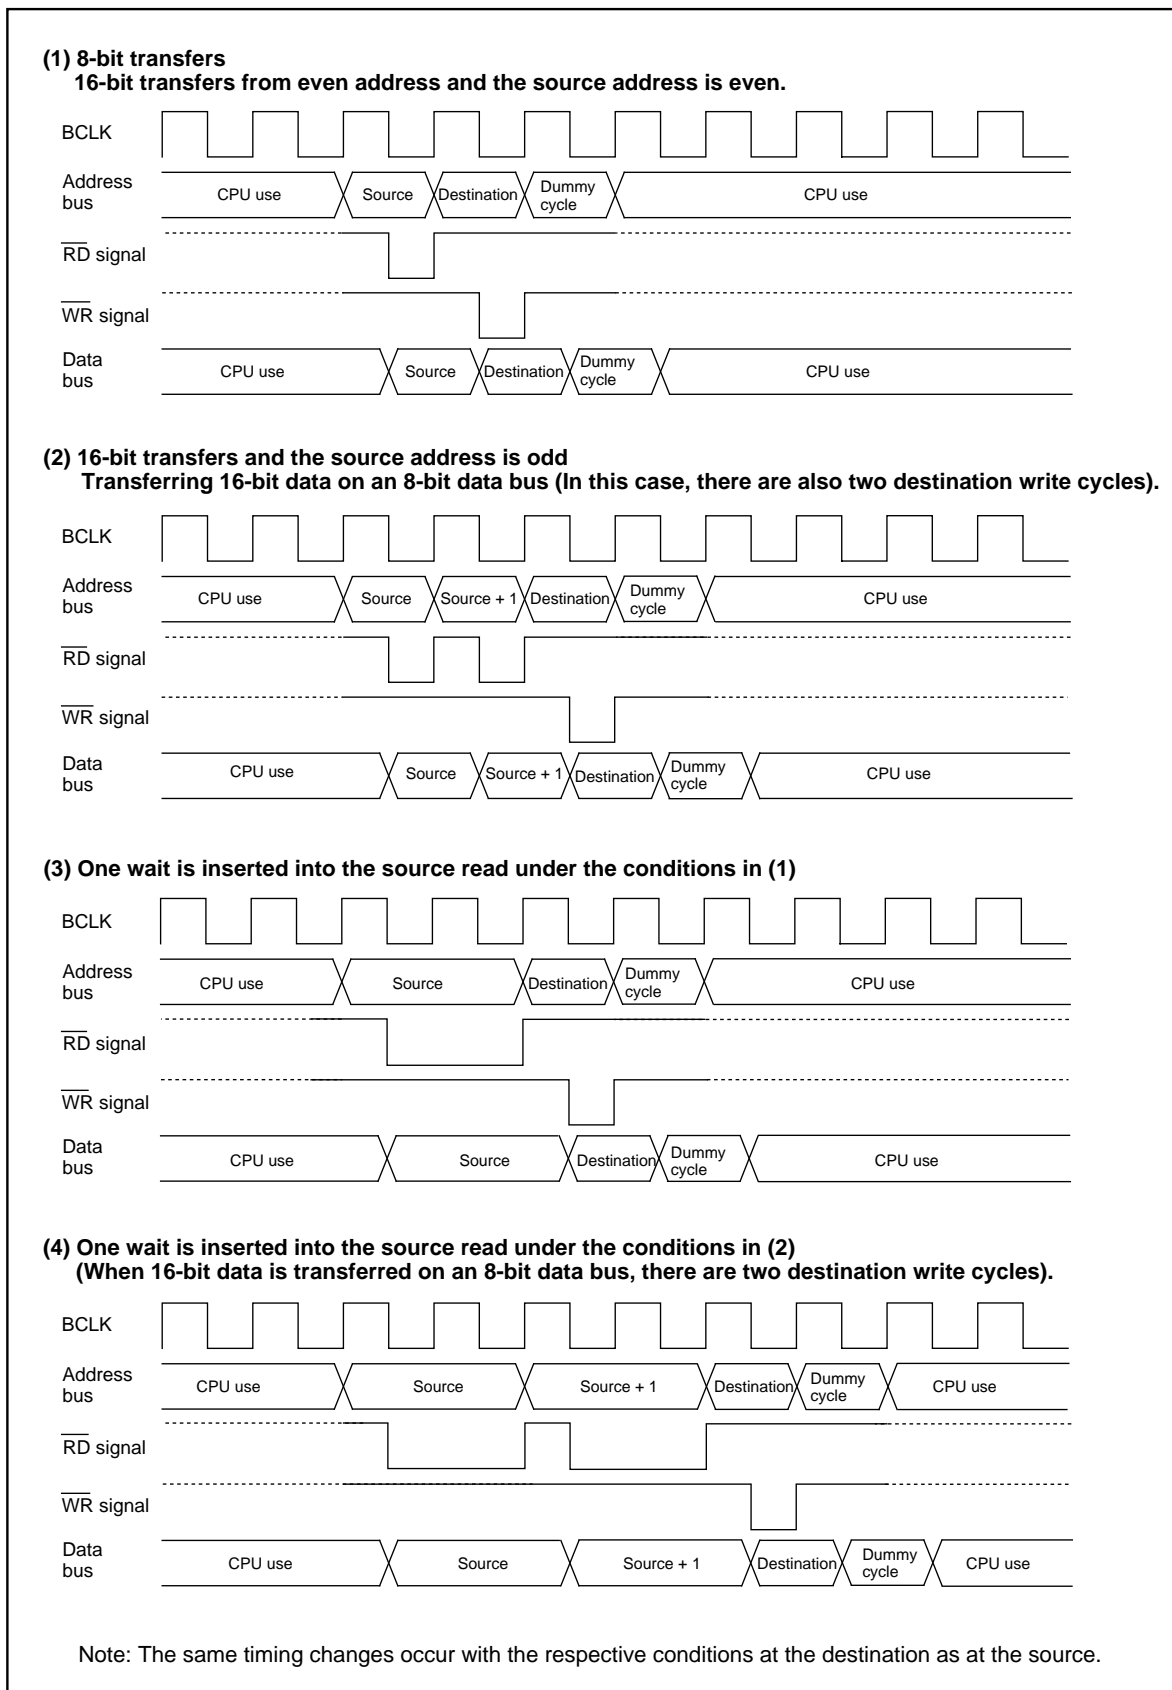 (1) 8-bit transfers
16-bit transfers from even address and the source address is even.
BCLK
Address
bus
CPU use
Source
Destination
Dummy
cycle
CPU use
RD signal
WR signal
Data
bus
CPU use
Source
Destination
Dummy
cycle
CPU use
(2) 16-bit transfers and the source address is odd
Transferring 16-bit data on an 8-bit data bus (In this case, there are also two destination write cycles).
BCLK
Address
bus
CPU use
Source
Source + 1
Destination
Dummy
cycle
CPU use
RD signal
WR signal
Data
bus
CPU use
Source
Source + 1
Destination
Dummy
cycle
CPU use
(3) One wait is inserted into the source read under the conditions in (1)
BCLK
Address
bus
CPU use
Source
Destination
Dummy
cycle
CPU use
RD signal
WR signal
Data
bus
CPU use
Source
Destination
Dummy
cycle
CPU use
(4) One wait is inserted into the source read under the conditions in (2)
(When 16-bit data is transferred on an 8-bit data bus, there are two destination write cycles).
BCLK
Address
bus
CPU use
Source
Source + 1
Destination
Dummy
cycle
CPU use
RD signal
WR signal
Data
bus
CPU use
Source
Source + 1
Destination
Dummy
cycle
CPU use
Note: The same timing changes occur with the respective conditions at the destination as at the source.